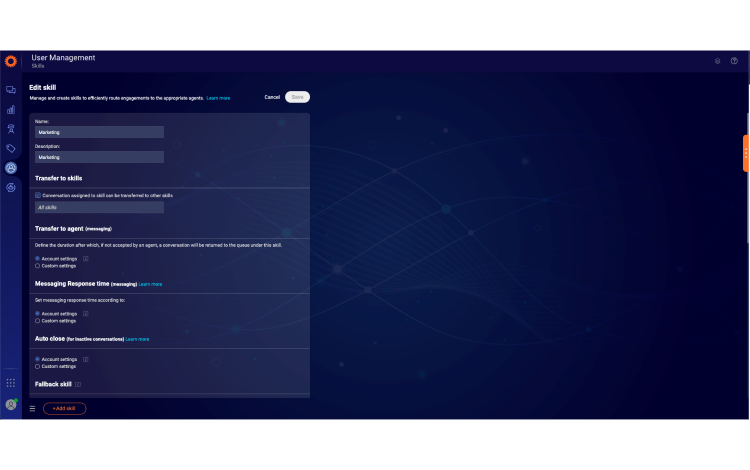 User Management
Skills
Edit skill
Manage and create skills to efficiently route engagements to the appropriate agents. Learn more
Cancel
Save
Name:
Marketing
Description:
Marketing
Transfer to skills
Conversation assigned to skill can be transferred to other skills
All skills
Transfer to agent (messaging)
Define the duration after which, if not accepted by an agent, a conversation will be returned to the queue under this skill.
Account settings
Custom settings
Messaging Response time (messaging) Learn more
Set messaging response time according to:
Account settings
Custom settings
Auto close (for inactive conversations) Learn more
Account settings
Custom settings
Fallback skill
+Add skill